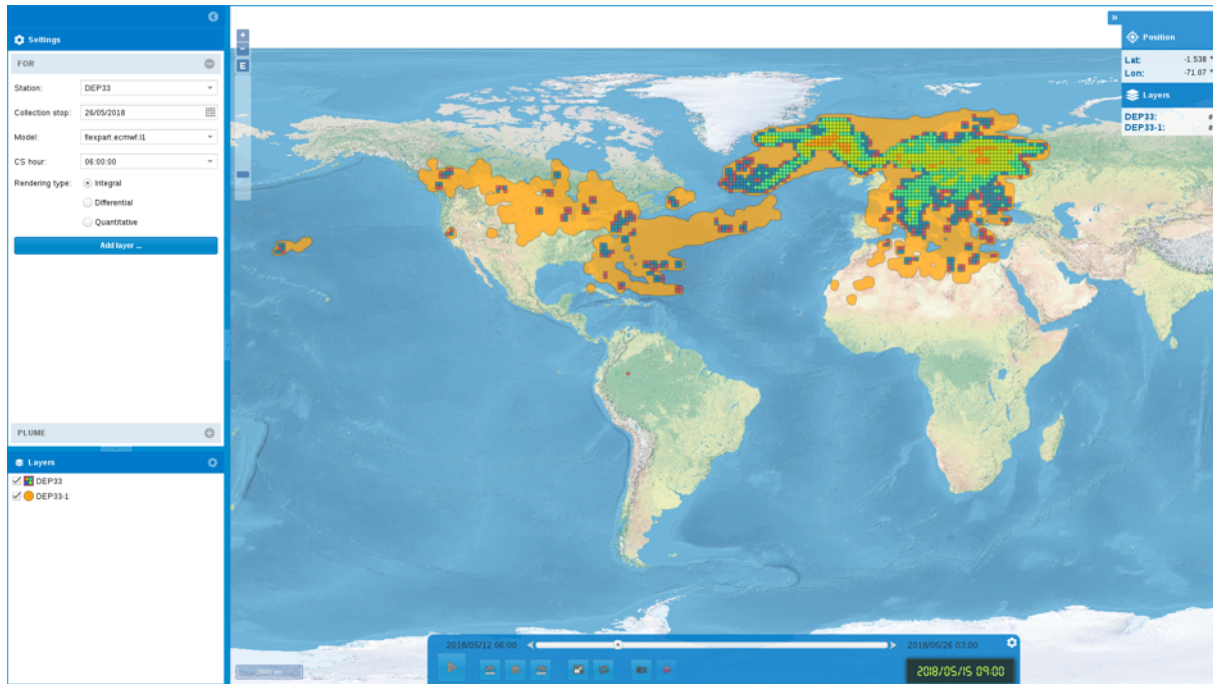 Settings
FOR
Station: DEP33
Collection stop: 26/05/2018
Model: flexpart.ecmwf.l1
CS hour: 06:00:00
Rendering type: Integral
Differential
Quantitative
Add layer ...
PLUME
Layers
DEP33
DEP33-1
+
−
E
»
Position
Lat: -1.538 °
Lon: -71.07 °
Layers
DEP33:
DEP33-1:
2018/05/12 06:00
2018/05/26 03:00
2018/05/15 09:00